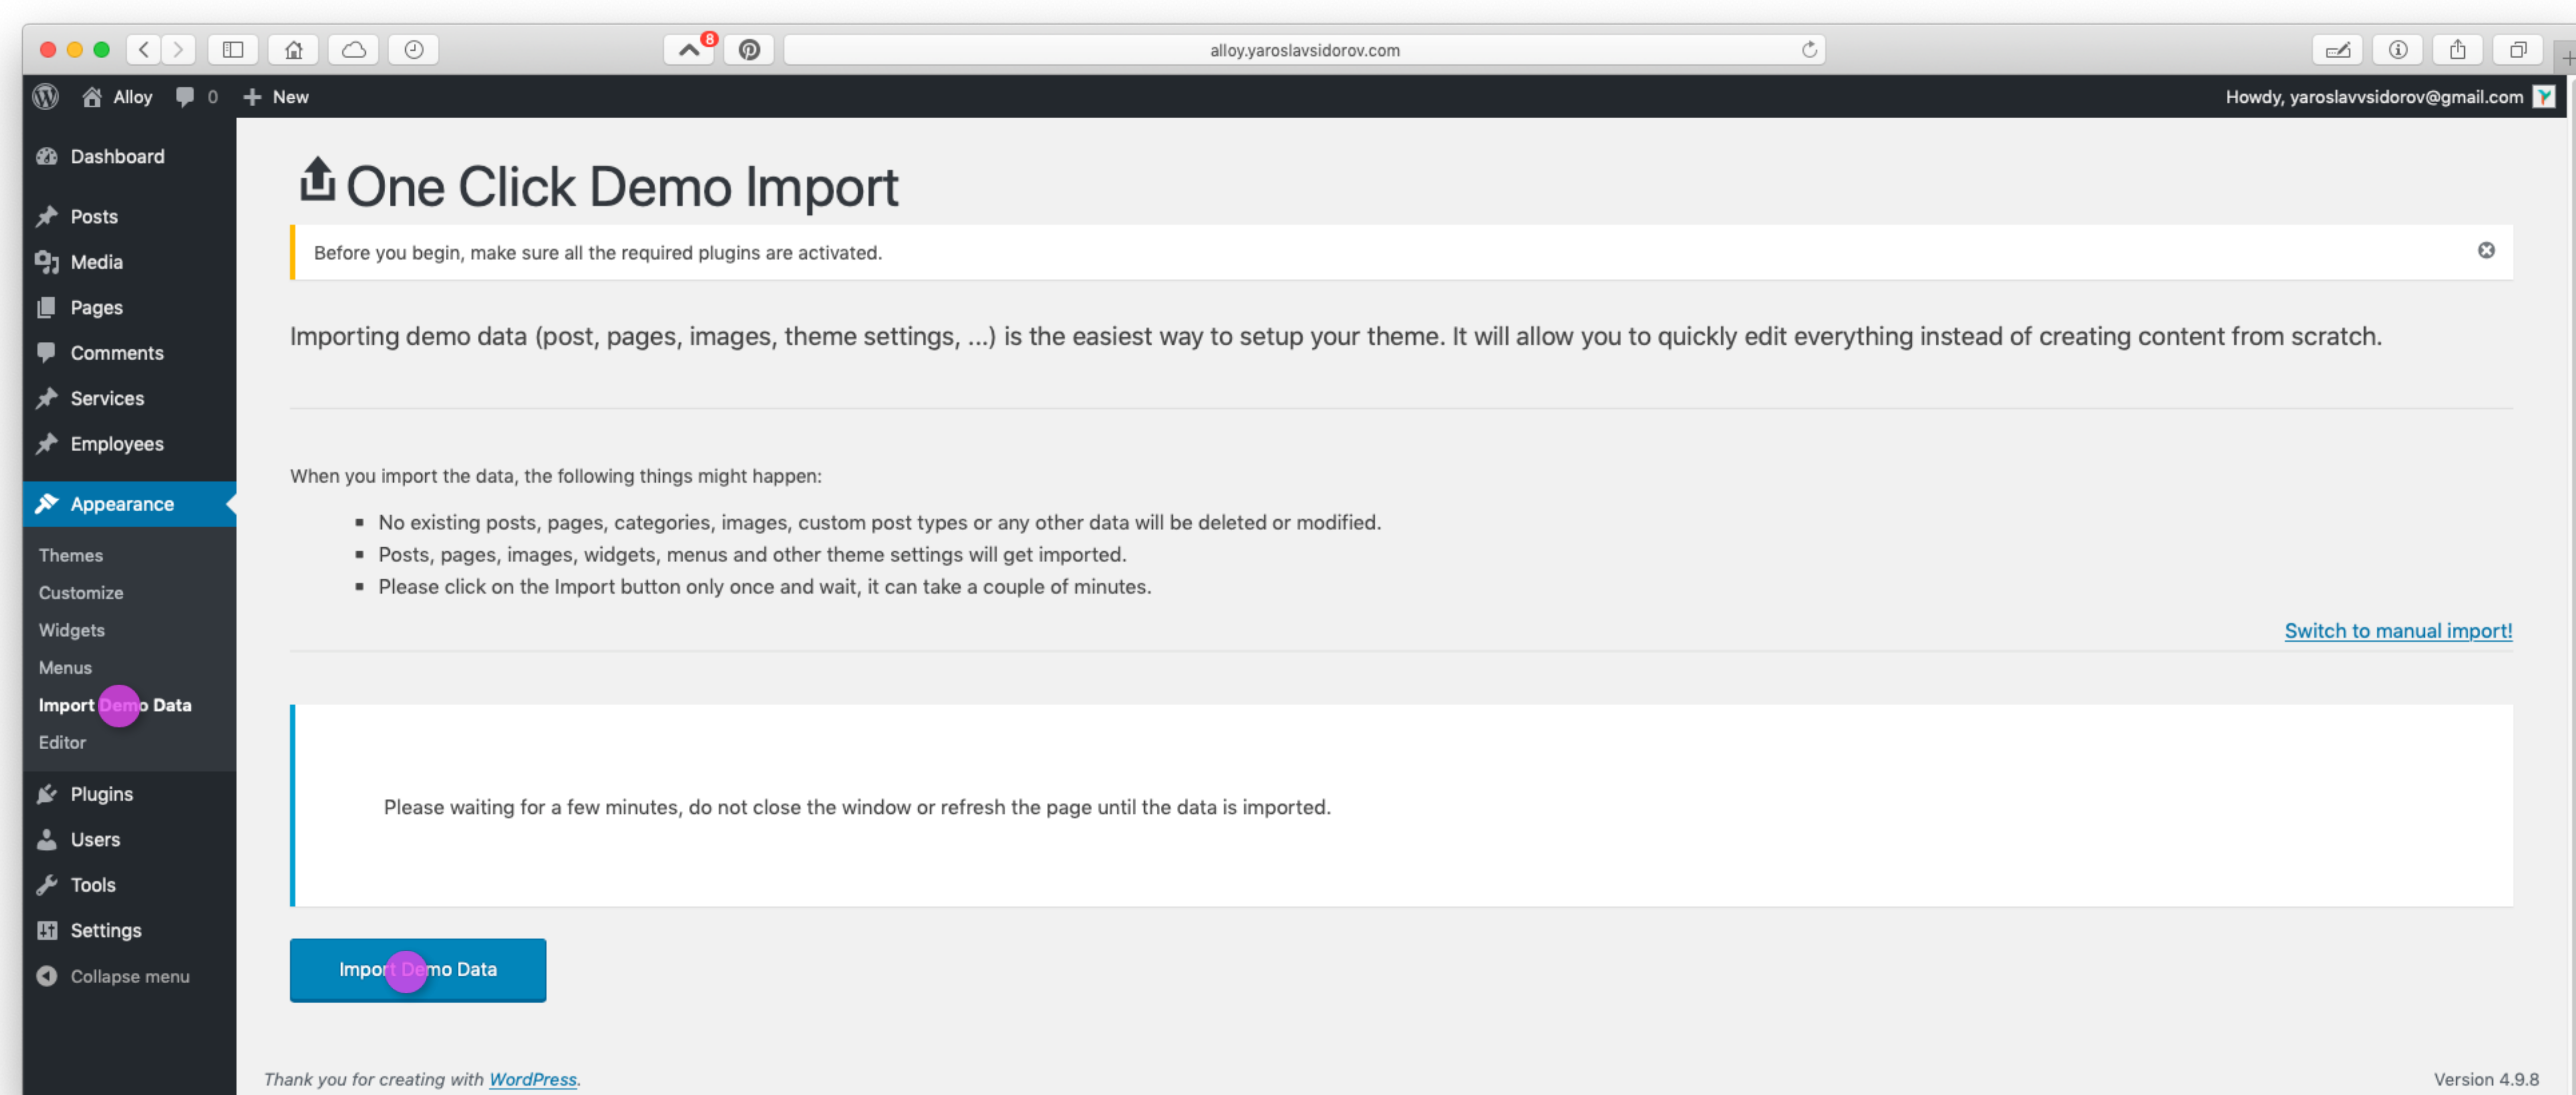 8
alloy.yaroslavsidorov.com
Alloy 0 New
Howdy, yaroslavvsidorov@gmail.com
Dashboard
Posts
Media
Pages
Comments
Services
Employees
Appearance
Themes
Customize
Widgets
Menus
Import Demo Data
Editor
Plugins
Users
Tools
Settings
Collapse menu
One Click Demo Import
Before you begin, make sure all the required plugins are activated.
Importing demo data (post, pages, images, theme settings, ...) is the easiest way to setup your theme. It will allow you to quickly edit everything instead of creating content from scratch.
When you import the data, the following things might happen:
No existing posts, pages, categories, images, custom post types or any other data will be deleted or modified.
Posts, pages, images, widgets, menus and other theme settings will get imported.
Please click on the Import button only once and wait, it can take a couple of minutes.
Switch to manual import!
Please waiting for a few minutes, do not close the window or refresh the page until the data is imported.
Import Demo Data
Thank you for creating with WordPress.
Version 4.9.8